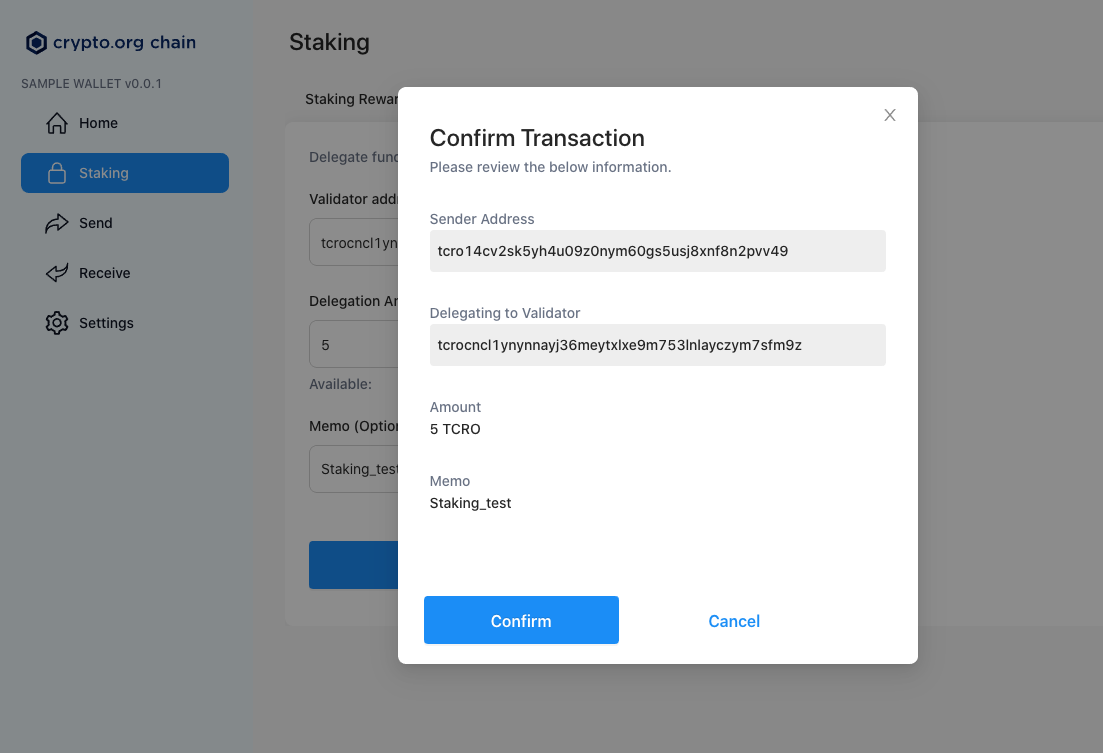 crypto.org chain
SAMPLE WALLET v0.0.1
Home
Staking
Send
Receive
Settings
Staking
Staking Rewar
Delegate func
Validator addr
tcrocncl1yn
Delegation Am
5
Available:
Memo (Option
Staking_test
Confirm Transaction
Please review the below information.
Sender Address
tcro14cv2sk5yh4u09z0nym60gs5usj8xnf8n2pvv49
Delegating to Validator
tcrocncl1ynynnayj36meytxlxe9m753lnlayczym7sfm9z
Amount
5 TCRO
Memo
Staking_test
Confirm
Cancel